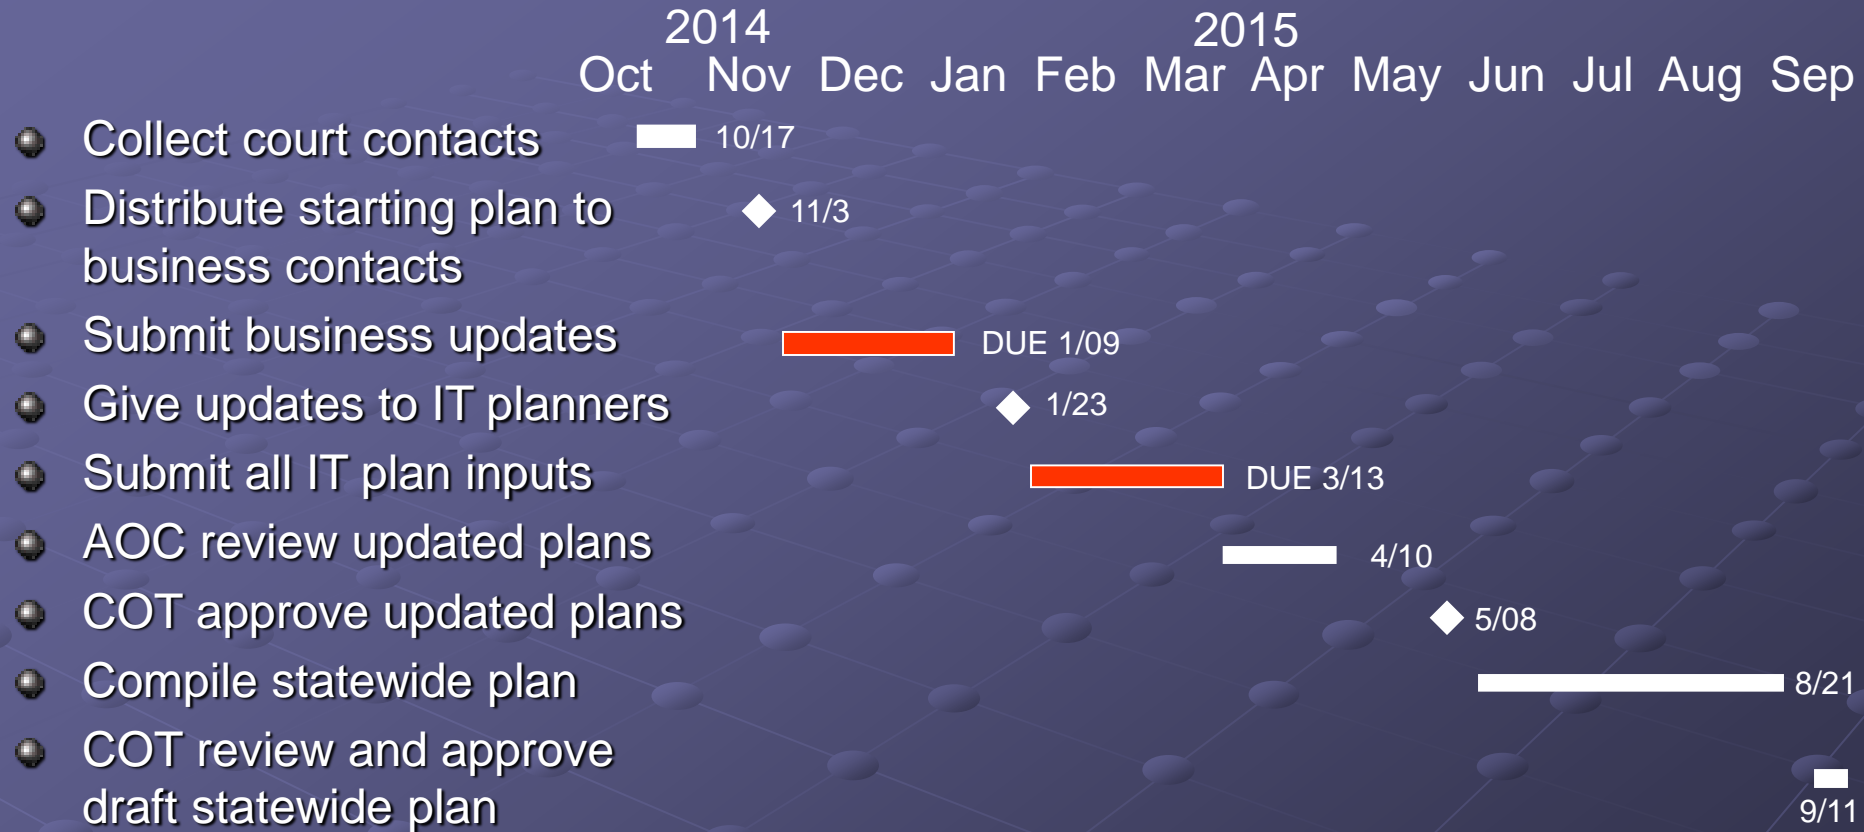 2014 2015
Oct Nov Dec Jan Feb Mar Apr May Jun Jul Aug Sep
Collect court contacts 10/17
Distribute starting plan to 11/3
business contacts
Submit business updates DUE 1/09
Give updates to IT planners 1/23
Submit all IT plan inputs DUE 3/13
AOC review updated plans 4/10
COT approve updated plans 5/08
Compile statewide plan 8/21
COT review and approve
draft statewide plan 9/11